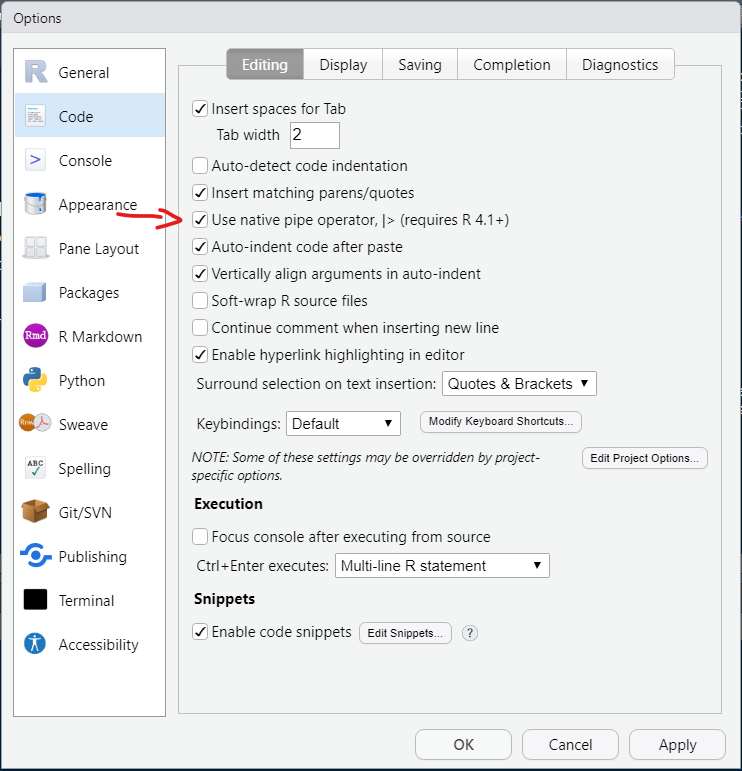 Options
General
Code
Console
Appearance
Pane Layout
Packages
Rmd R Markdown
Python
Rnw Sweave
ABC Spelling
Git/SVN
Publishing
Terminal
Accessibility
Editing Display Saving Completion Diagnostics
Insert spaces for Tab
Tab width 2
Auto-detect code indentation
Insert matching parens/quotes
Use native pipe operator, |> (requires R 4.1+)
Auto-indent code after paste
Vertically align arguments in auto-indent
Soft-wrap R source files
Continue comment when inserting new line
Enable hyperlink highlighting in editor
Surround selection on text insertion: Quotes & Brackets
Keybindings: Default Modify Keyboard Shortcuts...
NOTE: Some of these settings may be overridden by project-
specific options. Edit Project Options...
Execution
Focus console after executing from source
Ctrl+Enter executes: Multi-line R statement
Snippets
Enable code snippets Edit Snippets... ?
OK Cancel Apply